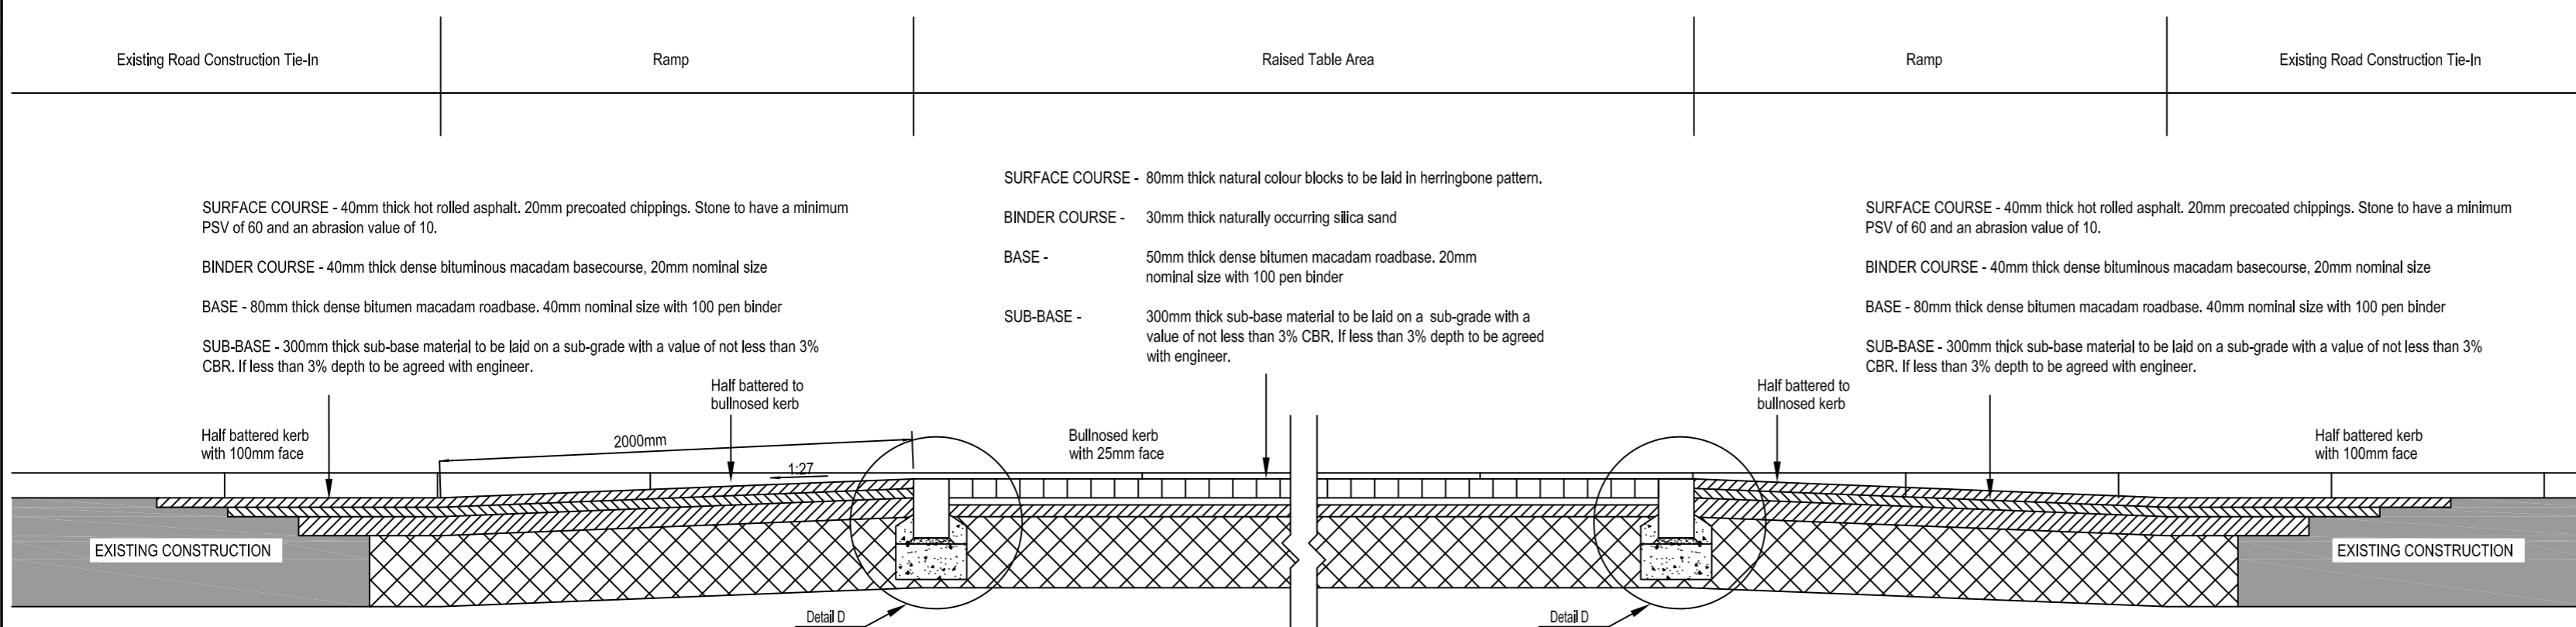 Existing Road Construction Tie-In
Ramp
Raised Table Area
Ramp
Existing Road Construction Tie-In
SURFACE COURSE - 40mm thick hot rolled asphalt. 20mm precoated chippings. Stone to have a minimum
PSV of 60 and an abrasion value of 10.
BINDER COURSE - 40mm thick dense bituminous macadam basecourse, 20mm nominal size
BASE - 80mm thick dense bitumen macadam roadbase. 40mm nominal size with 100 pen binder
SUB-BASE - 300mm thick sub-base material to be laid on a sub-grade with a value of not less than 3%
CBR. If less than 3% depth to be agreed with engineer.
SURFACE COURSE - 80mm thick natural colour blocks to be laid in herringbone pattern.
BINDER COURSE - 30mm thick naturally occurring silica sand
BASE - 50mm thick dense bitumen macadam roadbase. 20mm
nominal size with 100 pen binder
SUB-BASE - 300mm thick sub-base material to be laid on a sub-grade with a
value of not less than 3% CBR. If less than 3% depth to be agreed
with engineer.
SURFACE COURSE - 40mm thick hot rolled asphalt. 20mm precoated chippings. Stone to have a minimum
PSV of 60 and an abrasion value of 10.
BINDER COURSE - 40mm thick dense bituminous macadam basecourse, 20mm nominal size
BASE - 80mm thick dense bitumen macadam roadbase. 40mm nominal size with 100 pen binder
SUB-BASE - 300mm thick sub-base material to be laid on a sub-grade with a value of not less than 3%
CBR. If less than 3% depth to be agreed with engineer.
Half battered kerb
with 100mm face
Half battered to
bullnosed kerb
2000mm
1:27
Bullnosed kerb
with 25mm face
Half battered to
bullnosed kerb
Half battered kerb
with 100mm face
EXISTING CONSTRUCTION
EXISTING CONSTRUCTION
Detail D
Detail D